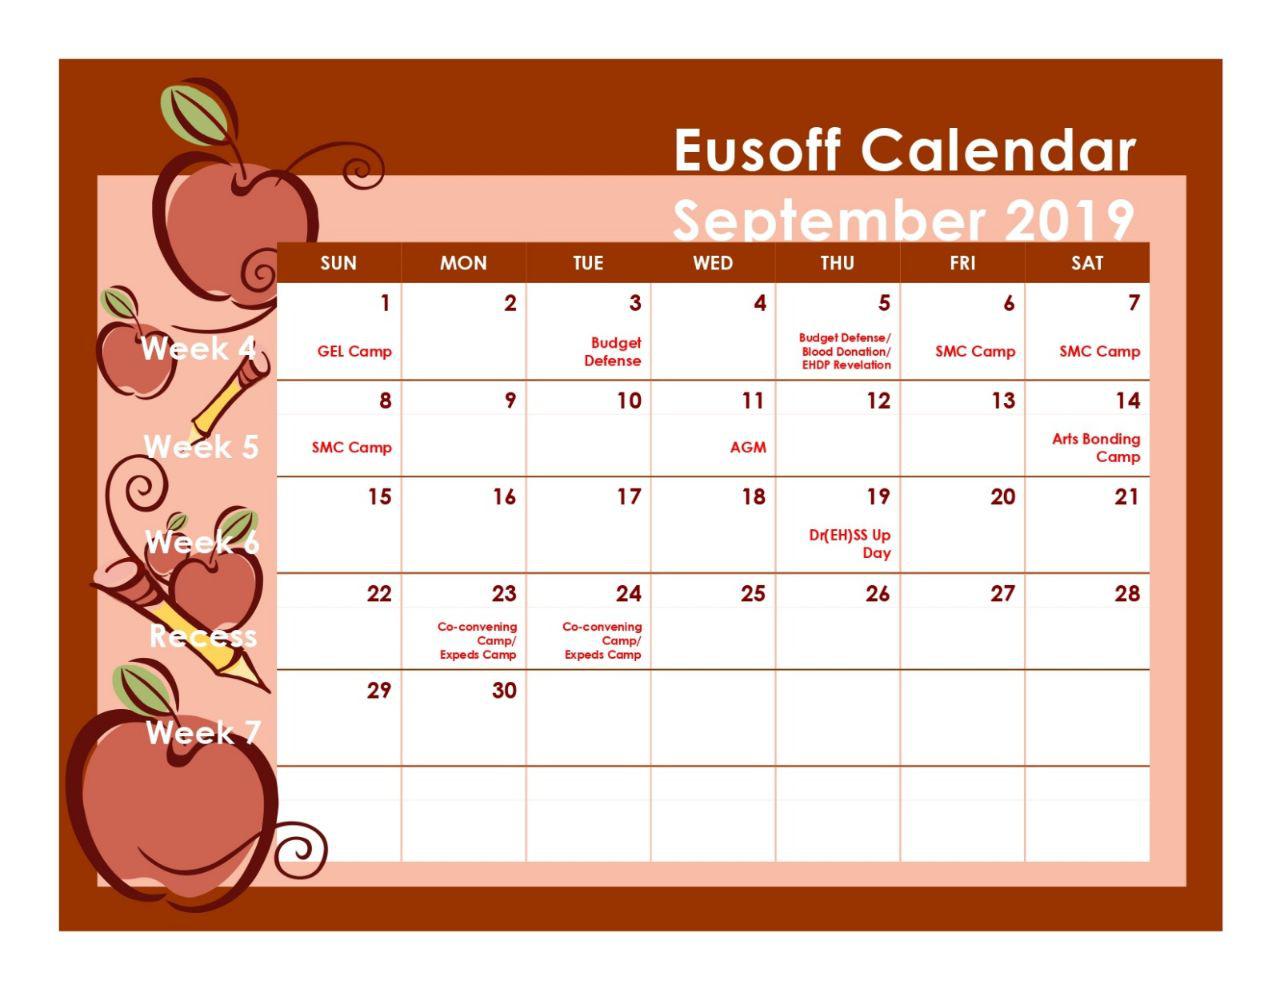 Eusoff Calendar
September 2019
SUN MON TUE WED THU FRI SAT
Week 4
1 2 3 4 5 6 7
GEL Camp
Budget
Defense
Budget Defense/
Blood Donation/
EHDP Revelation
SMC Camp
SMC Camp
Week 5
8 9 10 11 12 13 14
SMC Camp
AGM
Arts Bonding
Camp
Week 6
15 16 17 18 19 20 21
Dr(EH)SS Up
Day
Recess
22 23 24 25 26 27 28
Co-convening
Camp/
Expeds Camp
Co-convening
Camp/
Expeds Camp
Week 7
29 30